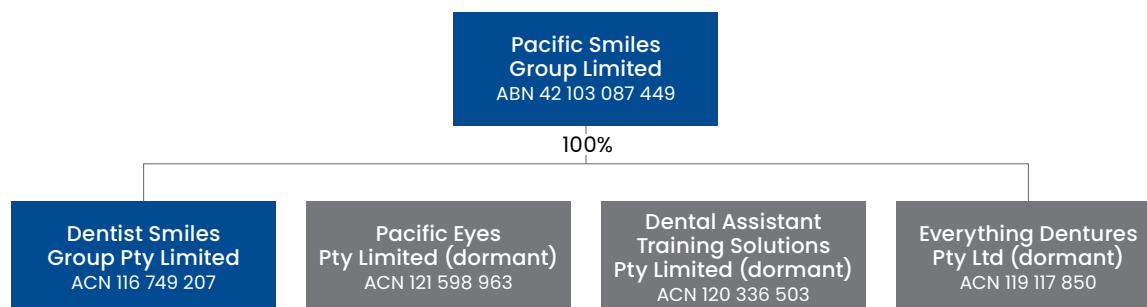 Pacific Smiles
Group Limited
ABN 42 103 087 449
100%
Dentist Smiles
Group Pty Limited
ACN 116 749 207
Pacific Eyes
Pty Limited (dormant)
ACN 121 598 963
Dental Assistant
Training Solutions
Pty Limited (dormant)
ACN 120 336 503
Everything Dentures
Pty Ltd (dormant)
ACN 119 117 850